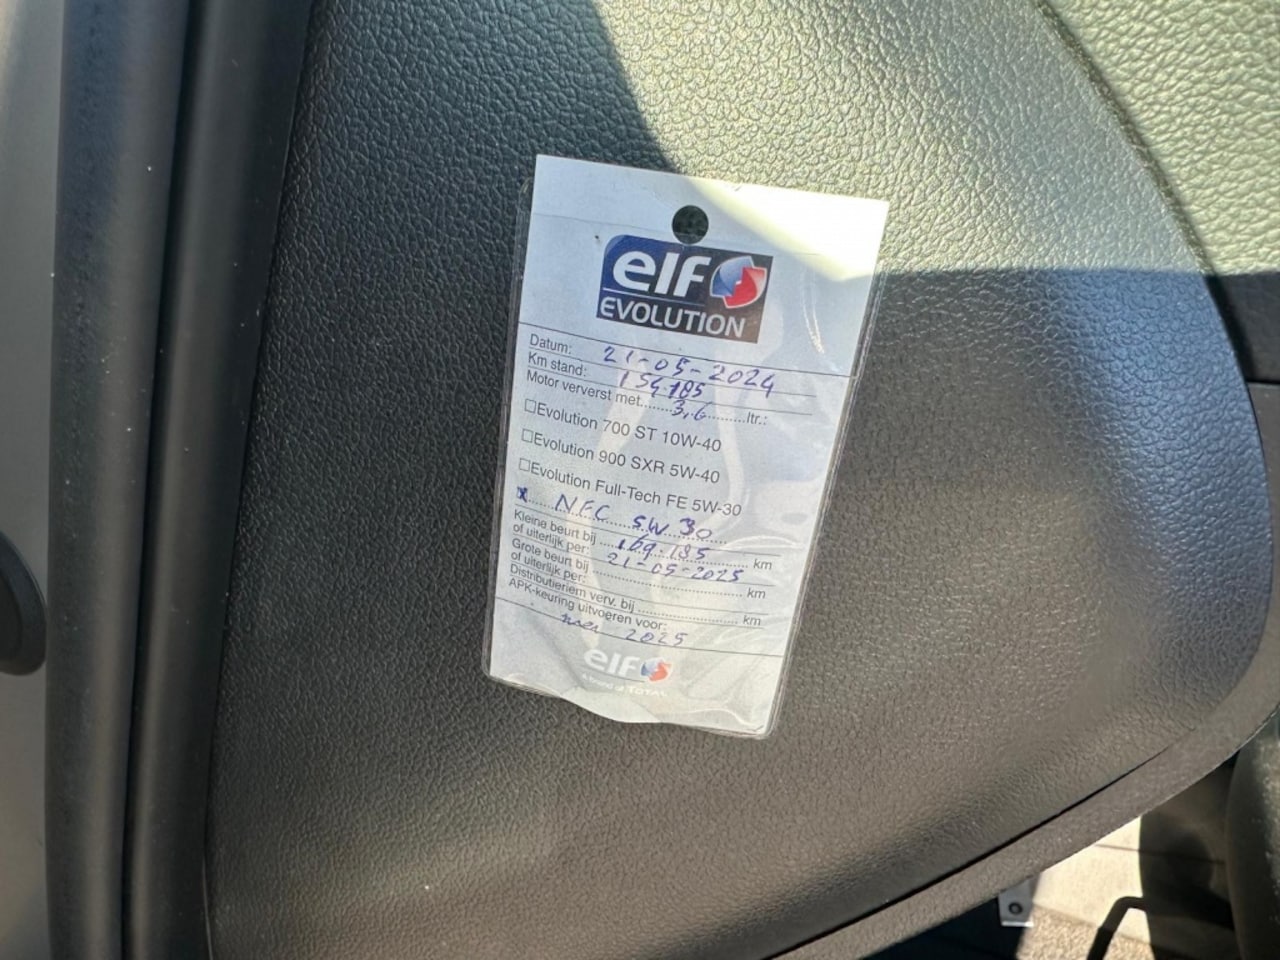 elf
EVOLUTION
Datum: 21-05-2024
Km stand: 154.185
Motor ververst met........3,6..........ltr.:
☐Evolution 700 ST 10W-40
☐Evolution 900 SXR 5W-40
☐Evolution Full-Tech FE 5W-30
x NFC 5W30
Kleine beurt bij ....169.185........ km
of uiterlijk per: 21-05-2025
Grote beurt bij ........................ km
of uiterlijk per:
Distributieriem verv. bij ........................ km
APK-keuring uitvoeren voor:
2025
elf
A brand of TOTAL